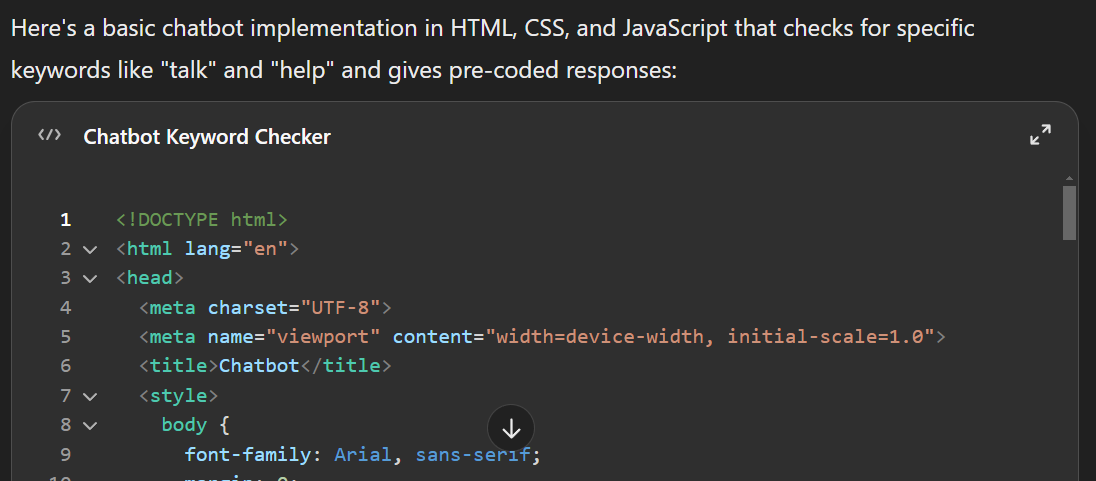 Here's a basic chatbot implementation in HTML, CSS, and JavaScript that checks for specific
keywords like "talk" and "help" and gives pre-coded responses:
</> Chatbot Keyword Checker
1 <!DOCTYPE html>
2 <html lang="en">
3 <head>
4 <meta charset="UTF-8">
5 <meta name="viewport" content="width=device-width, initial-scale=1.0">
6 <title>Chatbot</title>
7 <style>
8 body {
9 font-family: Arial, sans-serif;
10 margin: 0;